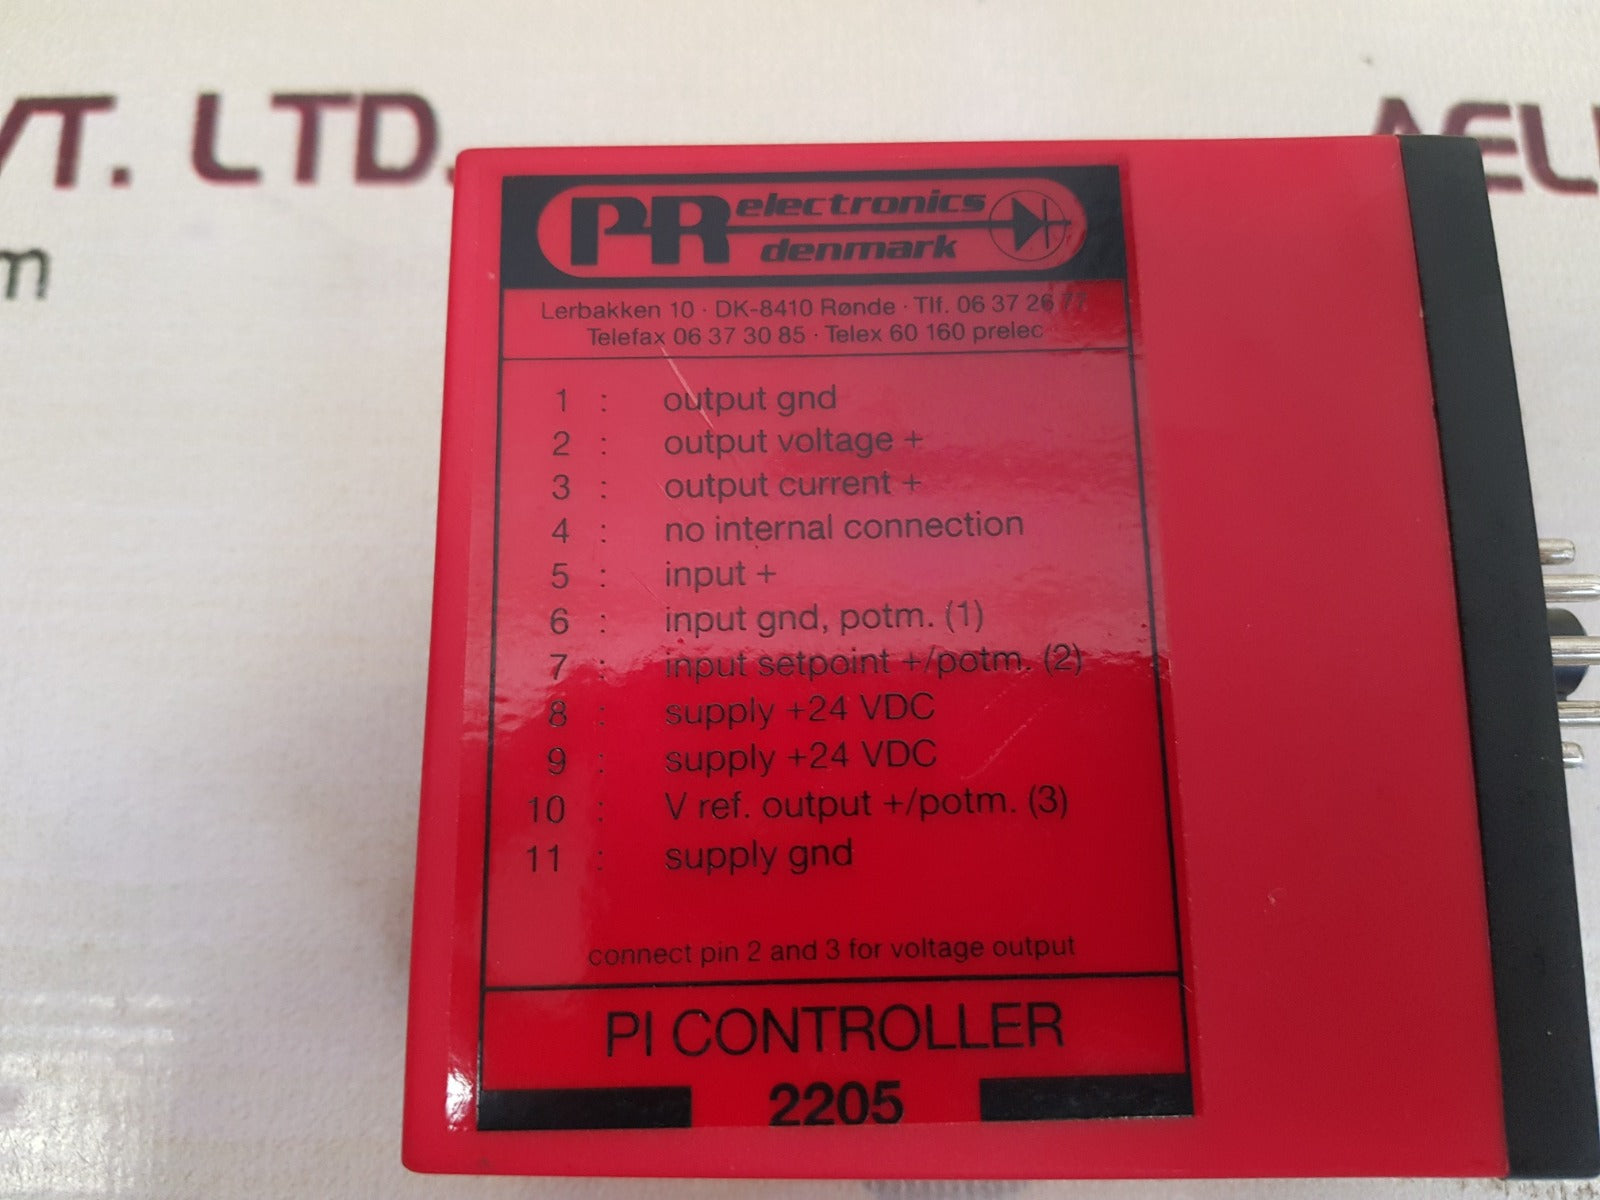 VT. LTD.
AELI
m
PR electronics
denmark
Lerbakken 10 · DK-8410 Rønde · Tlf. 06 37 26 77
Telefax 06 37 30 85 · Telex 60 160 prelec
1 : output gnd
2 : output voltage +
3 : output current +
4 : no internal connection
5 : input +
6 : input gnd, potm. (1)
7 : input setpoint +/potm. (2)
8 : supply +24 VDC
9 : supply +24 VDC
10 : V ref. output +/potm. (3)
11 : supply gnd
connect pin 2 and 3 for voltage output
PI CONTROLLER
2205